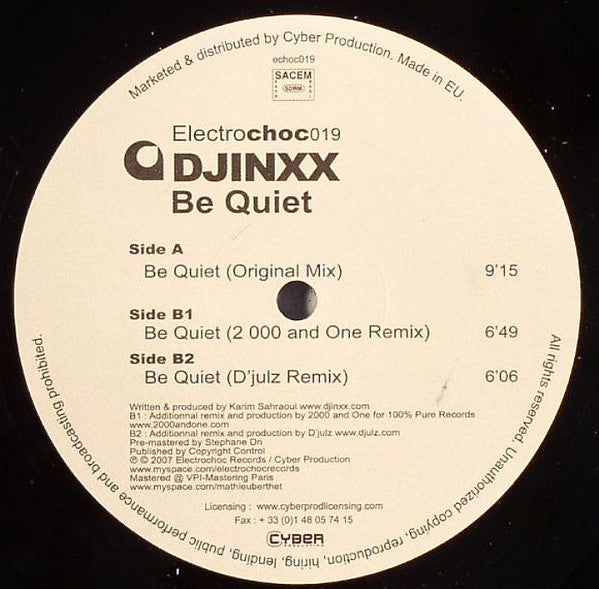 Marketed & distributed by Cyber Production. Made in EU.
echoc019
SACEM
SDRM
Electrochoc019
DJINXX
Be Quiet
Side A
Be Quiet (Original Mix) 9'15
Side B1
Be Quiet (2 000 and One Remix) 6'49
Side B2
Be Quiet (D'julz Remix) 6'06
Written & produced by Karim Sahraoui www.djinxx.com
B1 : Additionnal remix and production by 2000 and One for 100% Pure Records
www.2000andone.com
B2 : Additionnal remix and production by D'julz www.djulz.com
Pre-mastered by Stephane Dri
Published by Copyright Control
℗ © 2007 Electrochoc Records / Cyber Production
www.myspace.com/electrochocrecords
Mastered @ VPI-Mastering Paris
www.myspace.com/mathieuberthet
Licensing : www.cyberprodlicensing.com
Fax : + 33 (0)1 48 05 74 15
CYBER
All rights reserved. Unauthorized copying, reproduction, hiring, lending, public performance and broadcasting prohibited.